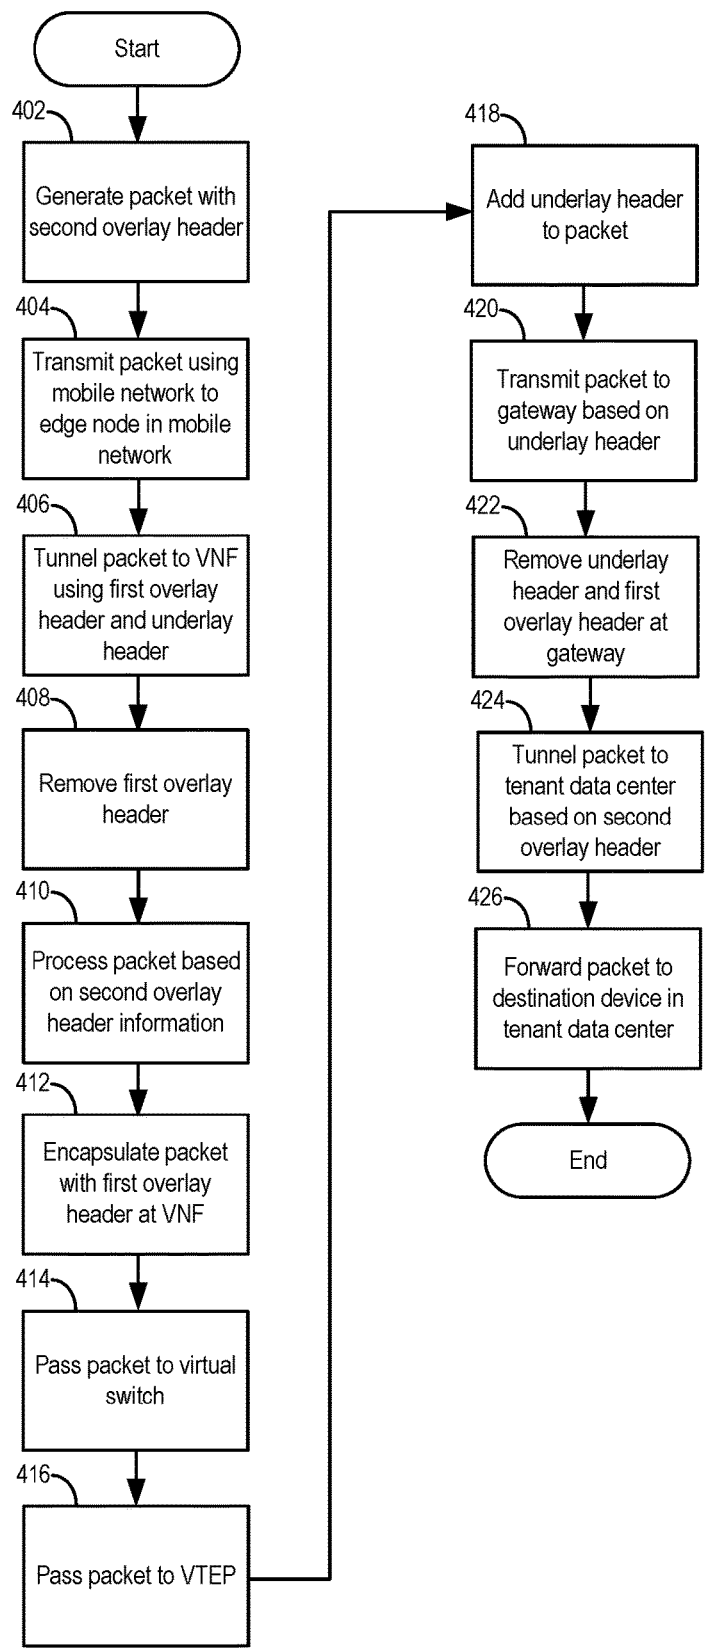 Start
402
Generate packet with
second overlay header
404
Transmit packet using
mobile network to
edge node in mobile
network
406
Tunnel packet to VNF
using first overlay
header and underlay
header
408
Remove first overlay
header
410
Process packet based
on second overlay
header information
412
Encapsulate packet
with first overlay
header at VNF
414
Pass packet to virtual
switch
416
Pass packet to VTEP
418
Add underlay header
to packet
420
Transmit packet to
gateway based on
underlay header
422
Remove underlay
header and first
overlay header at
gateway
424
Tunnel packet to
tenant data center
based on second
overlay header
426
Forward packet to
destination device in
tenant data center
End